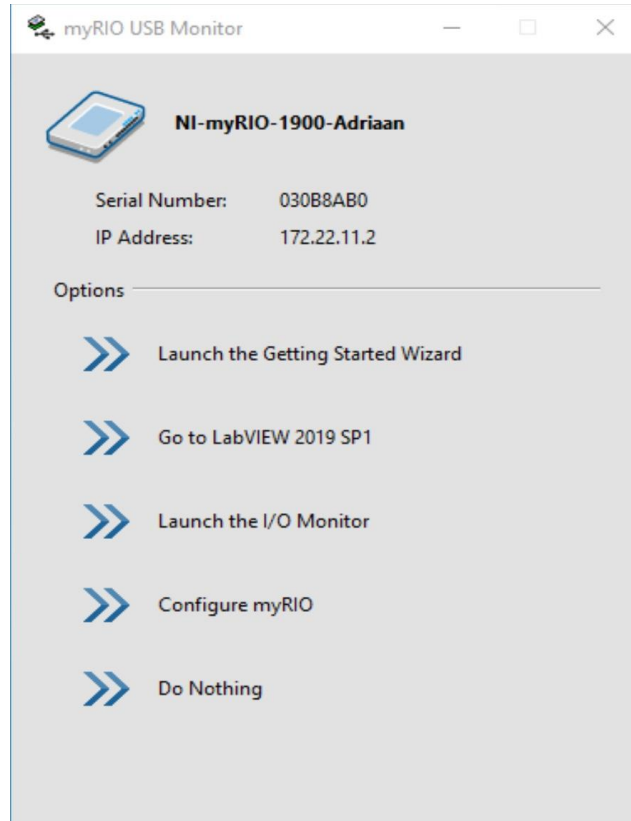 myRIO USB Monitor
NI-myRIO-1900-Adriaan
Serial Number: 030B8AB0
IP Address: 172.22.11.2
Options
Launch the Getting Started Wizard
Go to LabVIEW 2019 SP1
Launch the I/O Monitor
Configure myRIO
Do Nothing